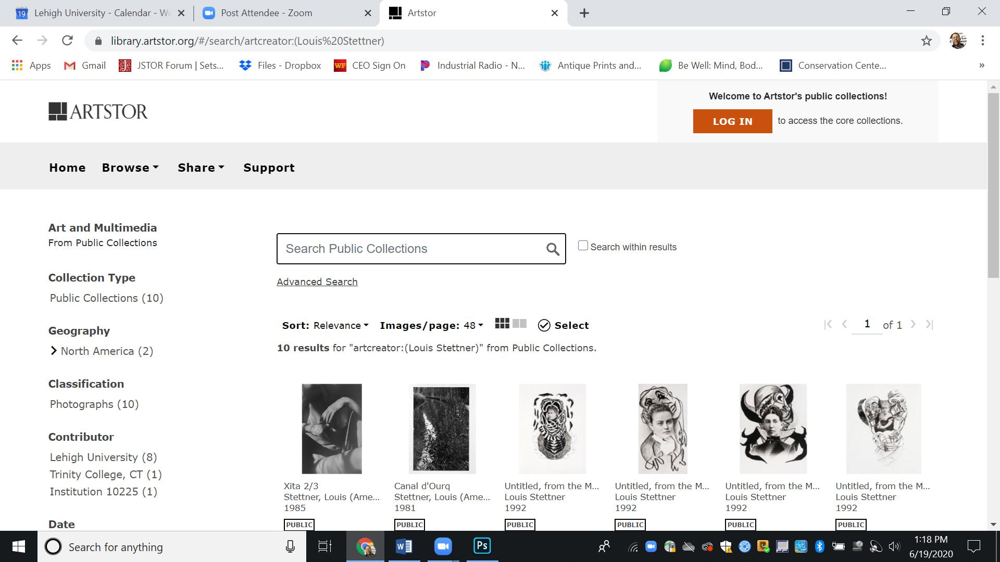 Lehigh University - Calendar - We
Post Attendee - Zoom
Artstor
library.artstor.org/#/search/artcreator:(Louis%20Stettner)
Apps
Gmail
JSTOR Forum | Sets...
Files - Dropbox
CEO Sign On
Industrial Radio - N...
Antique Prints and...
Be Well: Mind, Bod...
Conservation Cente...
»
ARTSTOR
Welcome to Artstor's public collections!
LOG IN to access the core collections.
Home Browse Share Support
Art and Multimedia
From Public Collections
Collection Type
Public Collections (10)
Geography
North America (2)
Classification
Photographs (10)
Contributor
Lehigh University (8)
Trinity College, CT (1)
Institution 10225 (1)
Date
Search Public Collections
Search within results
Advanced Search
Sort: Relevance Images/page: 48 Select
1 of 1
10 results for "artcreator:(Louis Stettner)" from Public Collections.
Xita 2/3
Stettner, Louis (Ame...
1985
PUBLIC
Canal d'Ourq
Stettner, Louis (Ame...
1981
PUBLIC
Untitled, from the M...
Louis Stettner
1992
PUBLIC
Untitled, from the M...
Louis Stettner
1992
PUBLIC
Untitled, from the M...
Louis Stettner
1992
PUBLIC
Untitled, from the M...
Louis Stettner
1992
PUBLIC
Search for anything
Ps
1:18 PM
6/19/2020